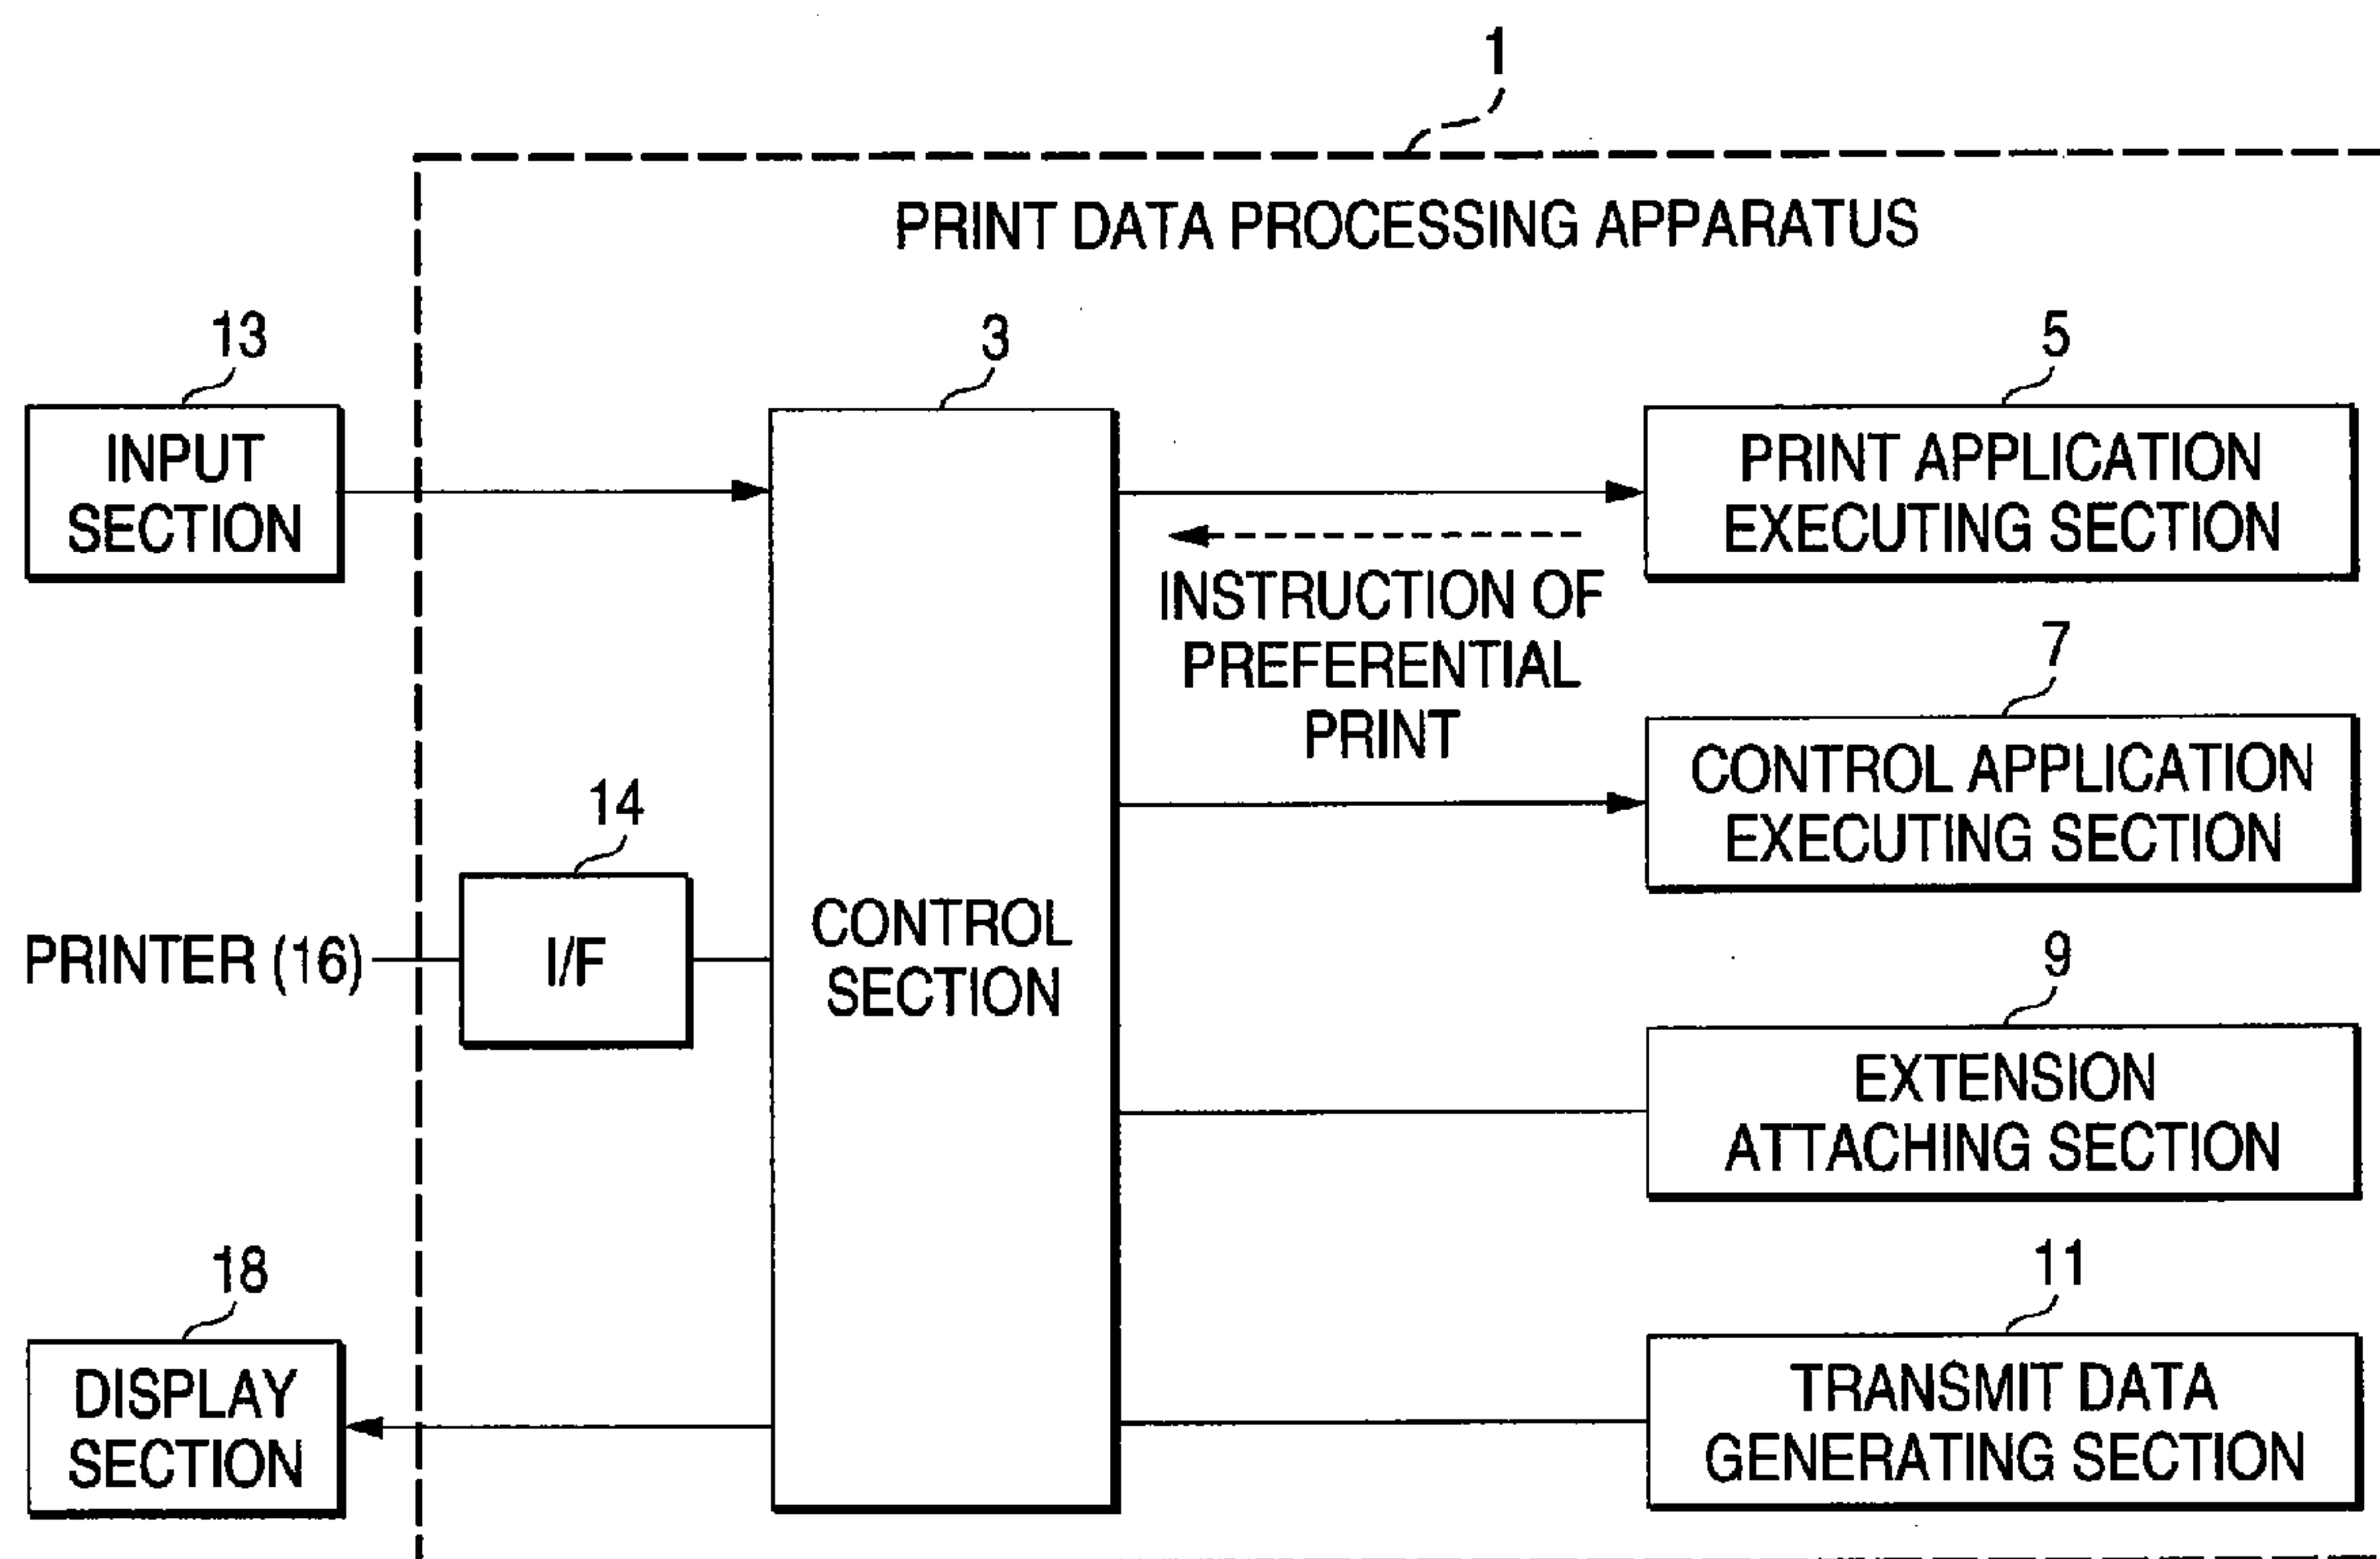 1
PRINT DATA PROCESSING APPARATUS
13
INPUT
SECTION
3
CONTROL
SECTION
5
PRINT APPLICATION
EXECUTING SECTION
INSTRUCTION OF
PREFERENTIAL
PRINT
7
CONTROL APPLICATION
EXECUTING SECTION
14
I/F
PRINTER (16)
9
EXTENSION
ATTACHING SECTION
18
DISPLAY
SECTION
11
TRANSMIT DATA
GENERATING SECTION